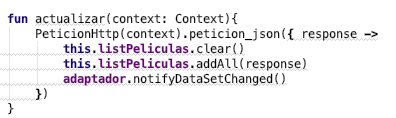 fun actualizar(context: Context){
    PeticionHttp(context).peticion_json({ response ->
        this.listPeliculas.clear()
        this.listPeliculas.addAll(response)
        adaptador.notifyDataSetChanged()
    })
}